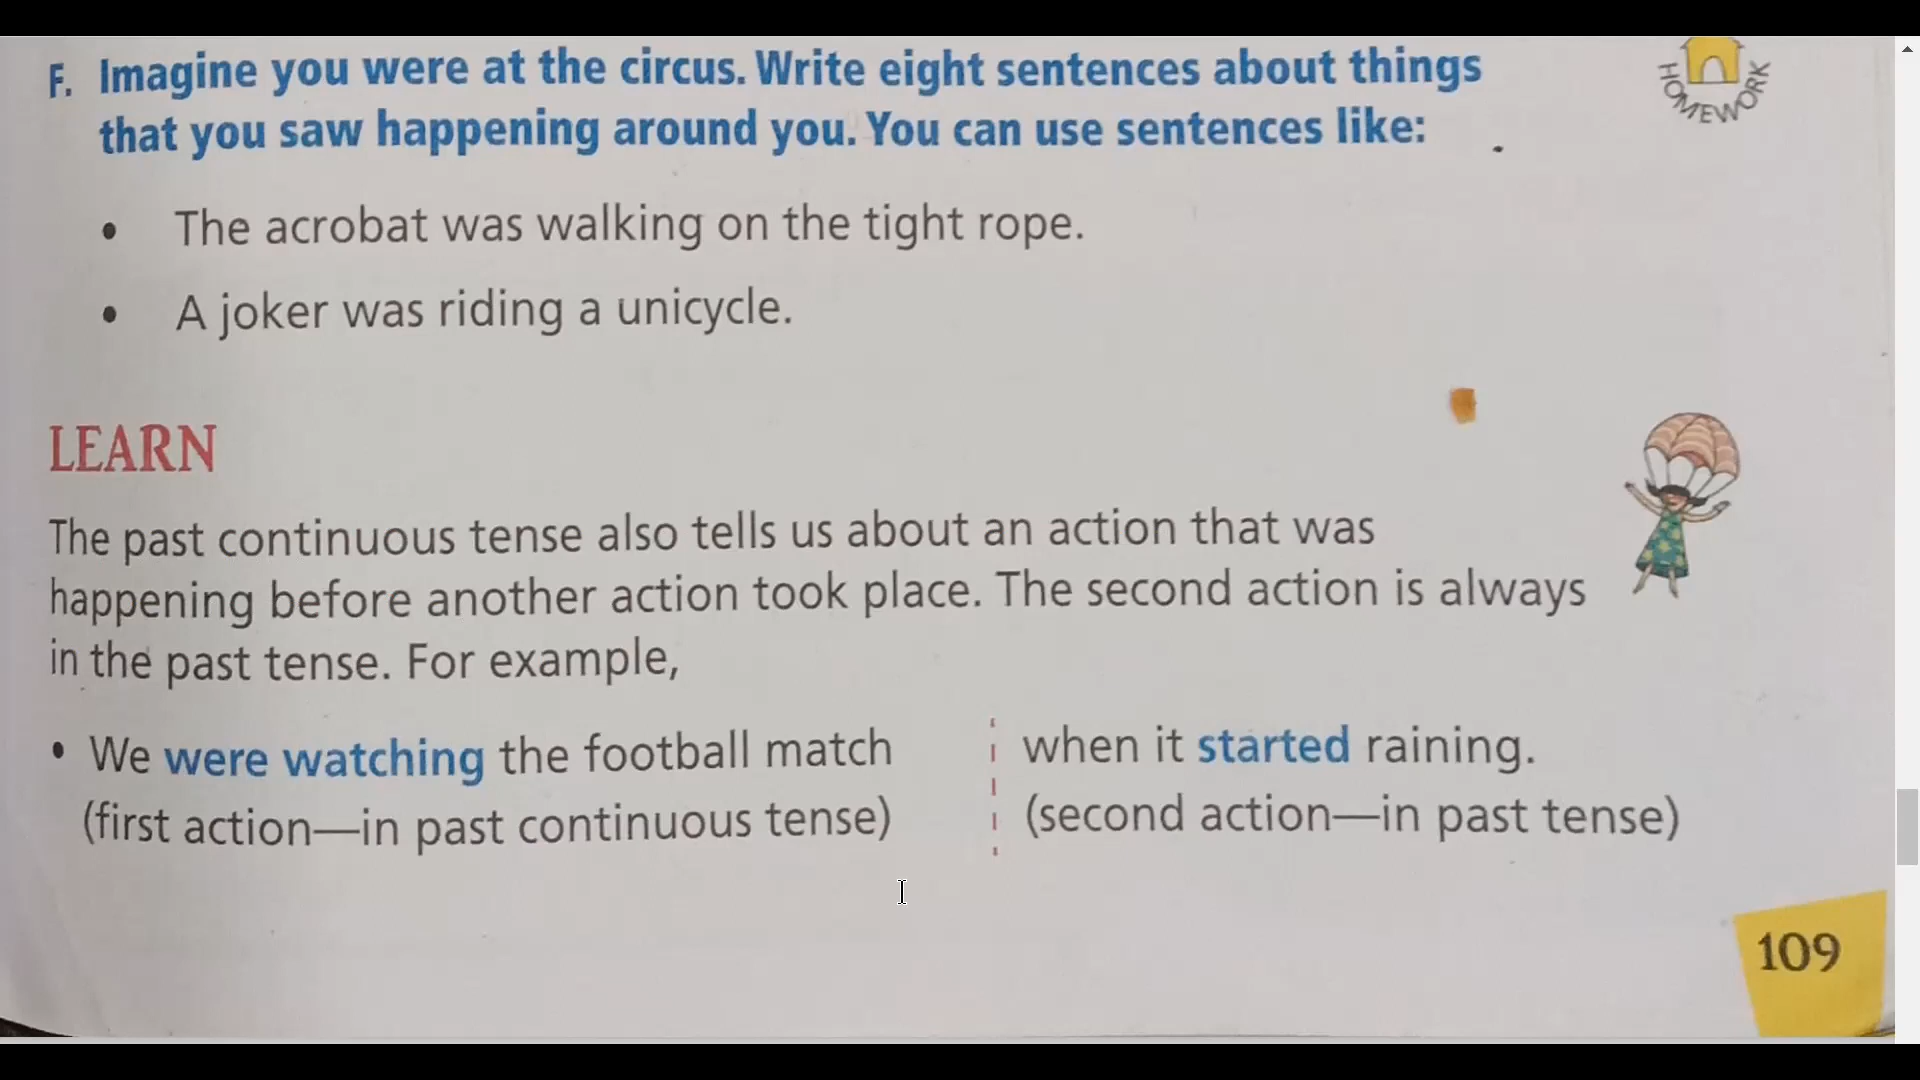 F. Imagine you were at the circus. Write eight sentences about things
that you saw happening around you. You can use sentences like:
HOMEWORK
• The acrobat was walking on the tight rope.
• A joker was riding a unicycle.
LEARN
The past continuous tense also tells us about an action that was
happening before another action took place. The second action is always
in the past tense. For example,
• We were watching the football match when it started raining.
(first action—in past continuous tense) (second action—in past tense)
109